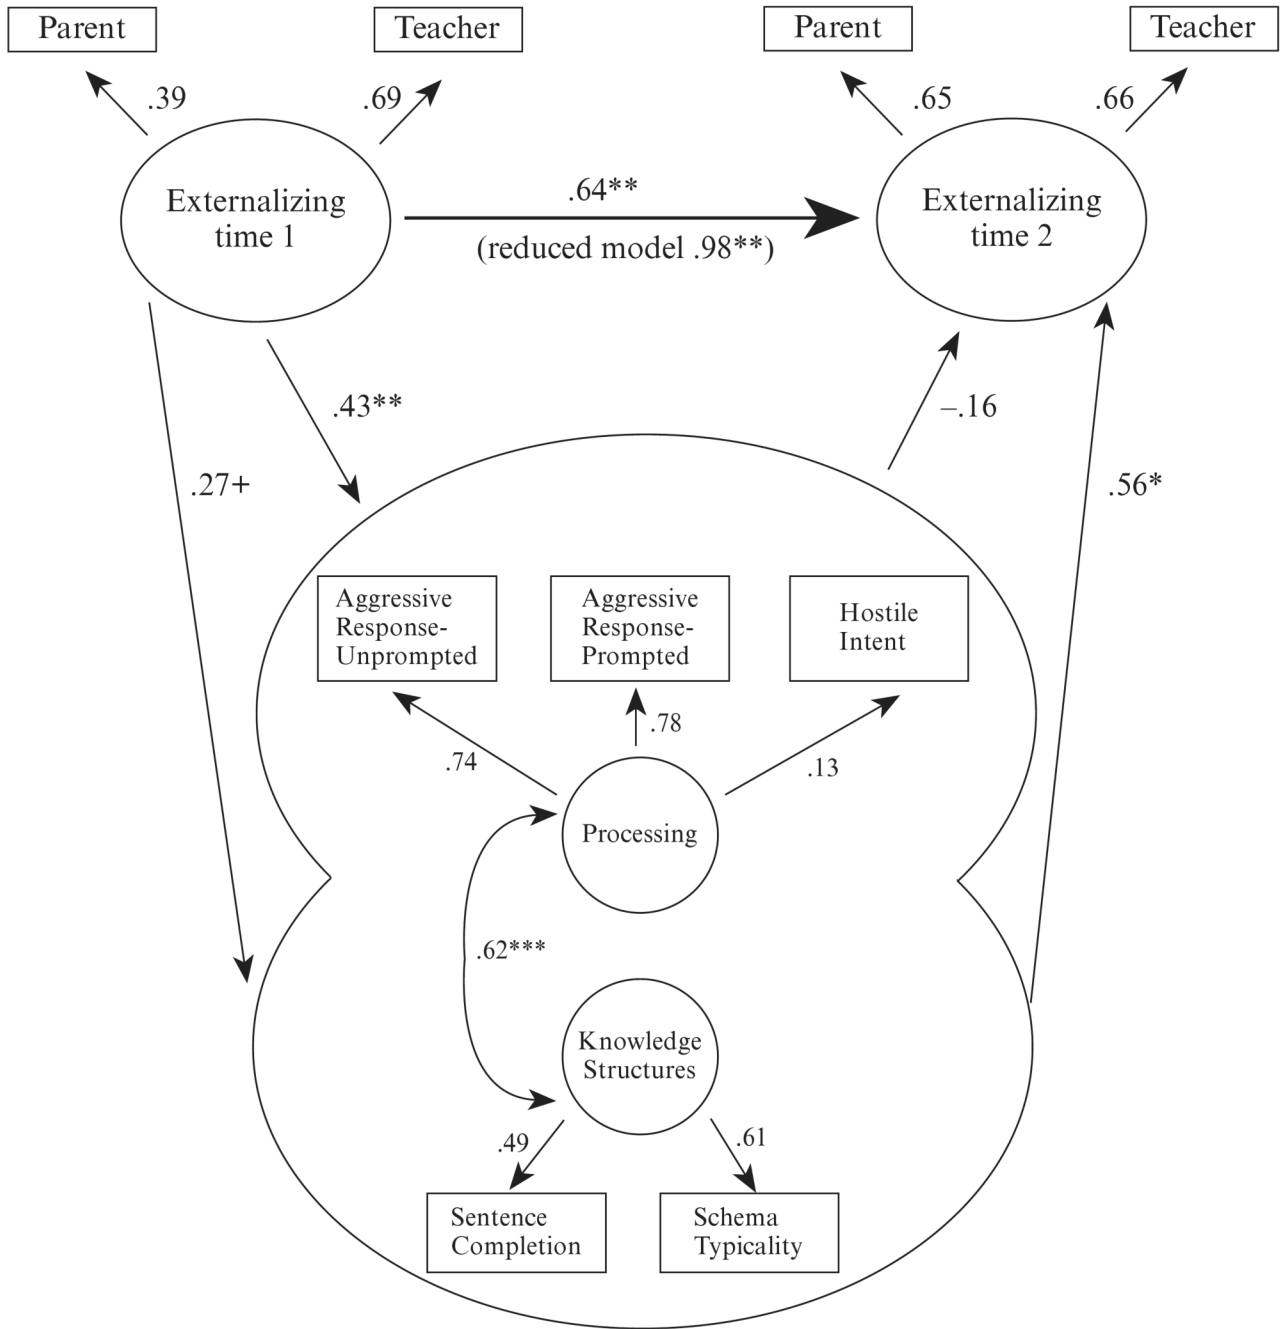 Parent
Teacher
Parent
Teacher
.39
.69
.65
.66
Externalizing
time 1
.64**
(reduced model .98**)
Externalizing
time 2
.43**
–.16
.27+
.56*
Aggressive
Response-
Unprompted
Aggressive
Response-
Prompted
Hostile
Intent
.74
.78
.13
Processing
.62***
Knowledge
Structures
.49
.61
Sentence
Completion
Schema
Typicality